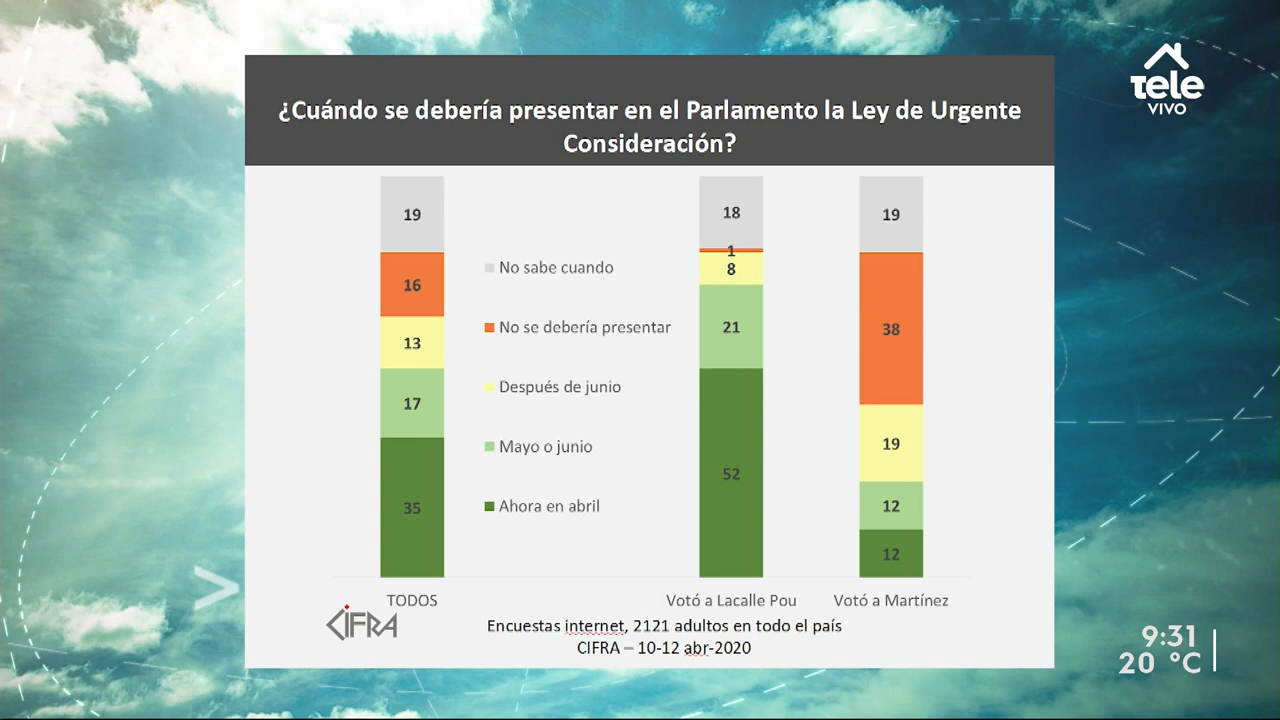 ¿Cuándo se debería presentar en el Parlamento la Ley de Urgente
Consideración?
tele
VIVO
19
16
13
17
35
No sabe cuando
No se debería presentar
Después de junio
Mayo o junio
Ahora en abril
18
1
8
21
52
19
38
19
12
12
TODOS
Votó a Lacalle Pou
Votó a Martínez
CIFRA
Encuestas internet, 2121 adultos en todo el país
CIFRA – 10-12 abr-2020
9:31
20 °C